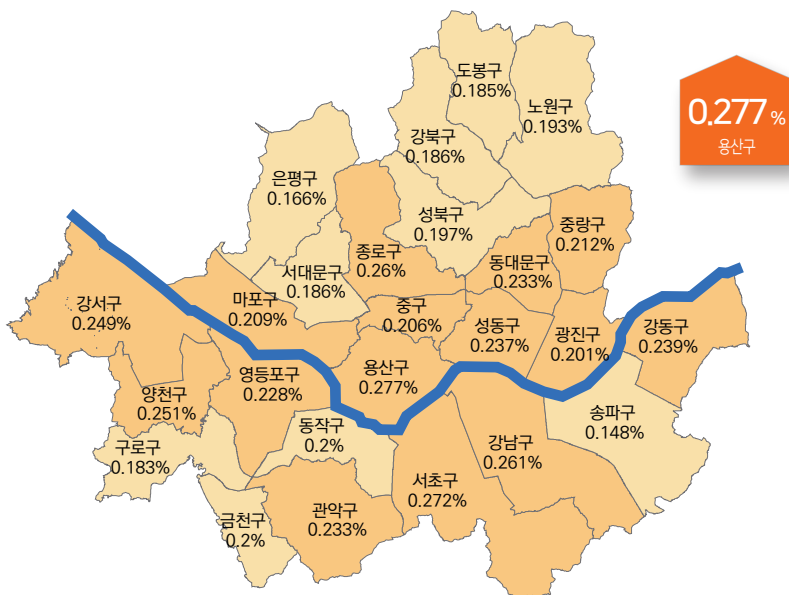 도봉구
0.185%
노원구
0.193%
0.277 %
용산구
강북구
0.186%
은평구
0.166%
성북구
0.197%
중랑구
0.212%
종로구
0.26%
동대문구
0.233%
서대문구
0.186%
마포구
0.209%
중구
0.206%
강서구
0.249%
성동구
0.237%
광진구
0.201%
강동구
0.239%
용산구
0.277%
영등포구
0.228%
양천구
0.251%
송파구
0.148%
동작구
0.2%
강남구
0.261%
구로구
0.183%
서초구
0.272%
관악구
0.233%
금천구
0.2%